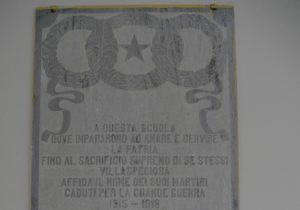 A QUESTA SCUOLA
DOVE IMPARARONO AD AMARE E SERVIRE
LA PATRIA
FINO AL SACRIFICIO SUPREMO DI SE STESSI
VILLASPECIOSA
AFFIDA IL NOME DEI SUOI MARTIRI
CADUTI PER LA GRANDE GUERRA
1915 - 1918